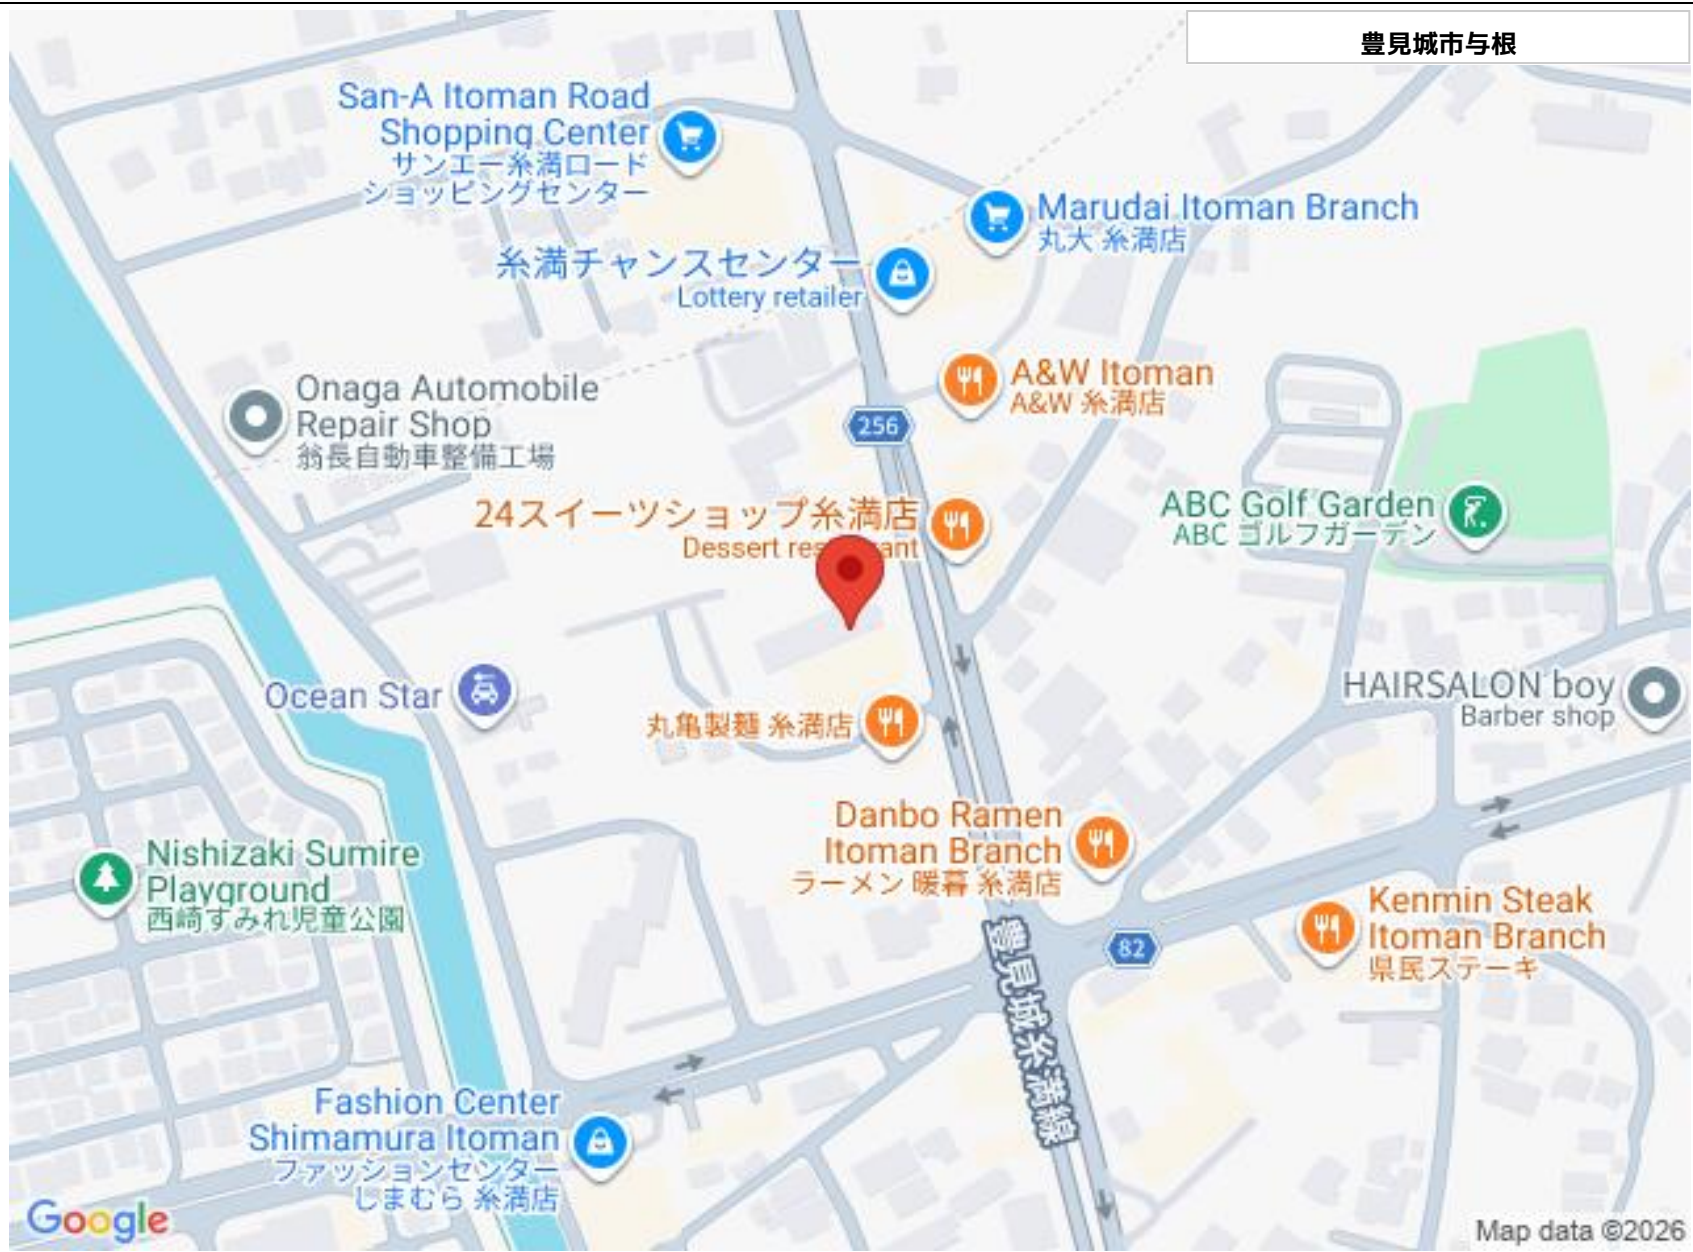 豊見城市与根
San-A Itoman Road
Shopping Center
サンエー糸満ロード
ショッピングセンター
Marudai Itoman Branch
丸大 糸満店
糸満チャンスセンター
Lottery retailer
A&W Itoman
A&W 糸満店
Onaga Automobile
Repair Shop
翁長自動車整備工場
256
24スイーツショップ糸満店
Dessert res ant
ABC Golf Garden
ABC ゴルフガーデン
Ocean Star
HAIRSALON boy
Barber shop
丸亀製麺 糸満店
Danbo Ramen
Itoman Branch
ラーメン 暖暮 糸満店
Nishizaki Sumire
Playground
西崎すみれ児童公園
Kenmin Steak
Itoman Branch
県民ステーキ
82
豊見城糸満線
Fashion Center
Shimamura Itoman
ファッションセンター
しまむら 糸満店
Google
Map data ©2026